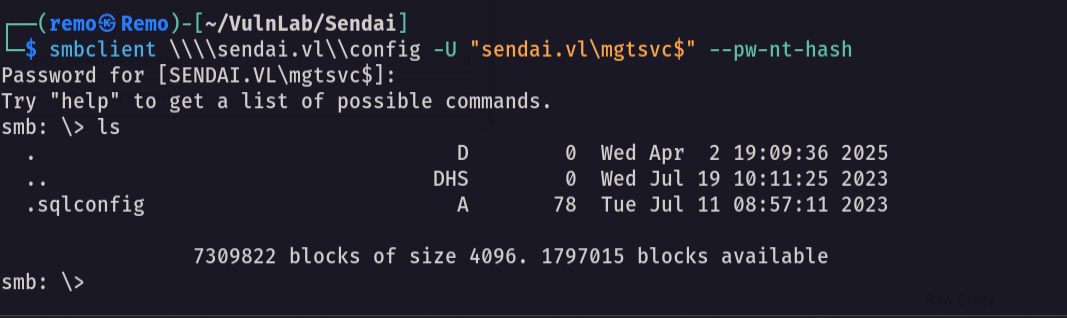 ┌──(remo㉿Remo)-[~/VulnLab/Sendai]
└─$ smbclient \\\\sendai.vl\\config -U "sendai.vl\mgtsvc$" --pw-nt-hash
Password for [SENDAI.VL\mgtsvc$]:
Try "help" to get a list of possible commands.
smb: \> ls
  .                                   D        0  Wed Apr  2 19:09:36 2025
  ..                                DHS        0  Wed Jul 19 10:11:25 2023
  .sqlconfig                          A       78  Tue Jul 11 08:57:11 2023

                7309822 blocks of size 4096. 1797015 blocks available
smb: \>
Raw Query